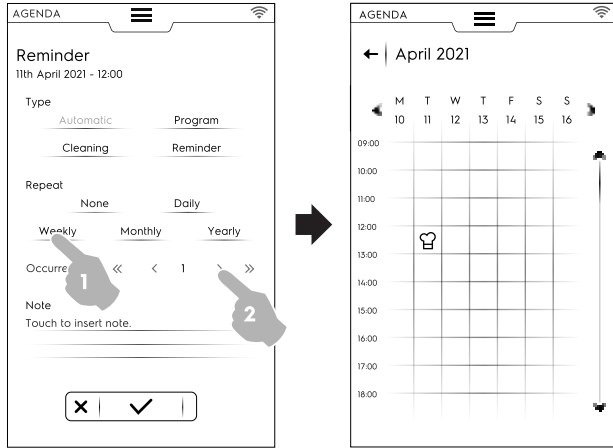 AGENDA
Reminder
11th April 2021 - 12:00
Type
Automatic Program
Cleaning Reminder
Repeat
None Daily
Weekly Monthly Yearly
« < 1 > »
Note
Touch to insert note.
1
2
AGENDA
April 2021
M T W T F S S
10 11 12 13 14 15 16
09:00
10:00
11:00
12:00
13:00
14:00
15:00
16:00
17:00
18:00